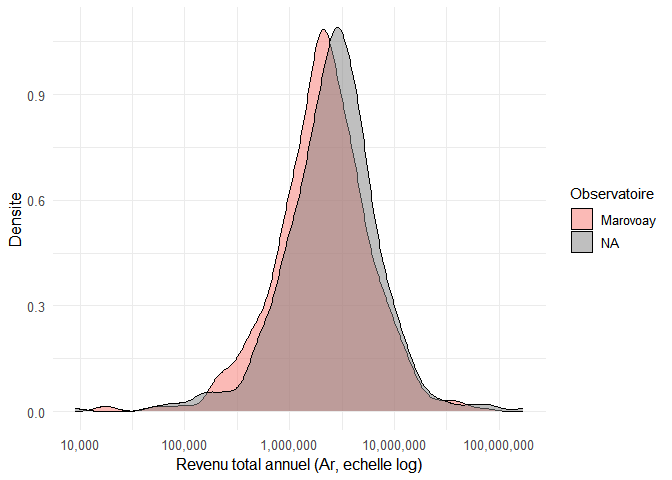 0.9
0.6
0.3
0.0
Densite
10,000
100,000
1,000,000
10,000,000
100,000,000
Revenu total annuel (Ar, echelle log)
Observatoire
Marovoay
NA